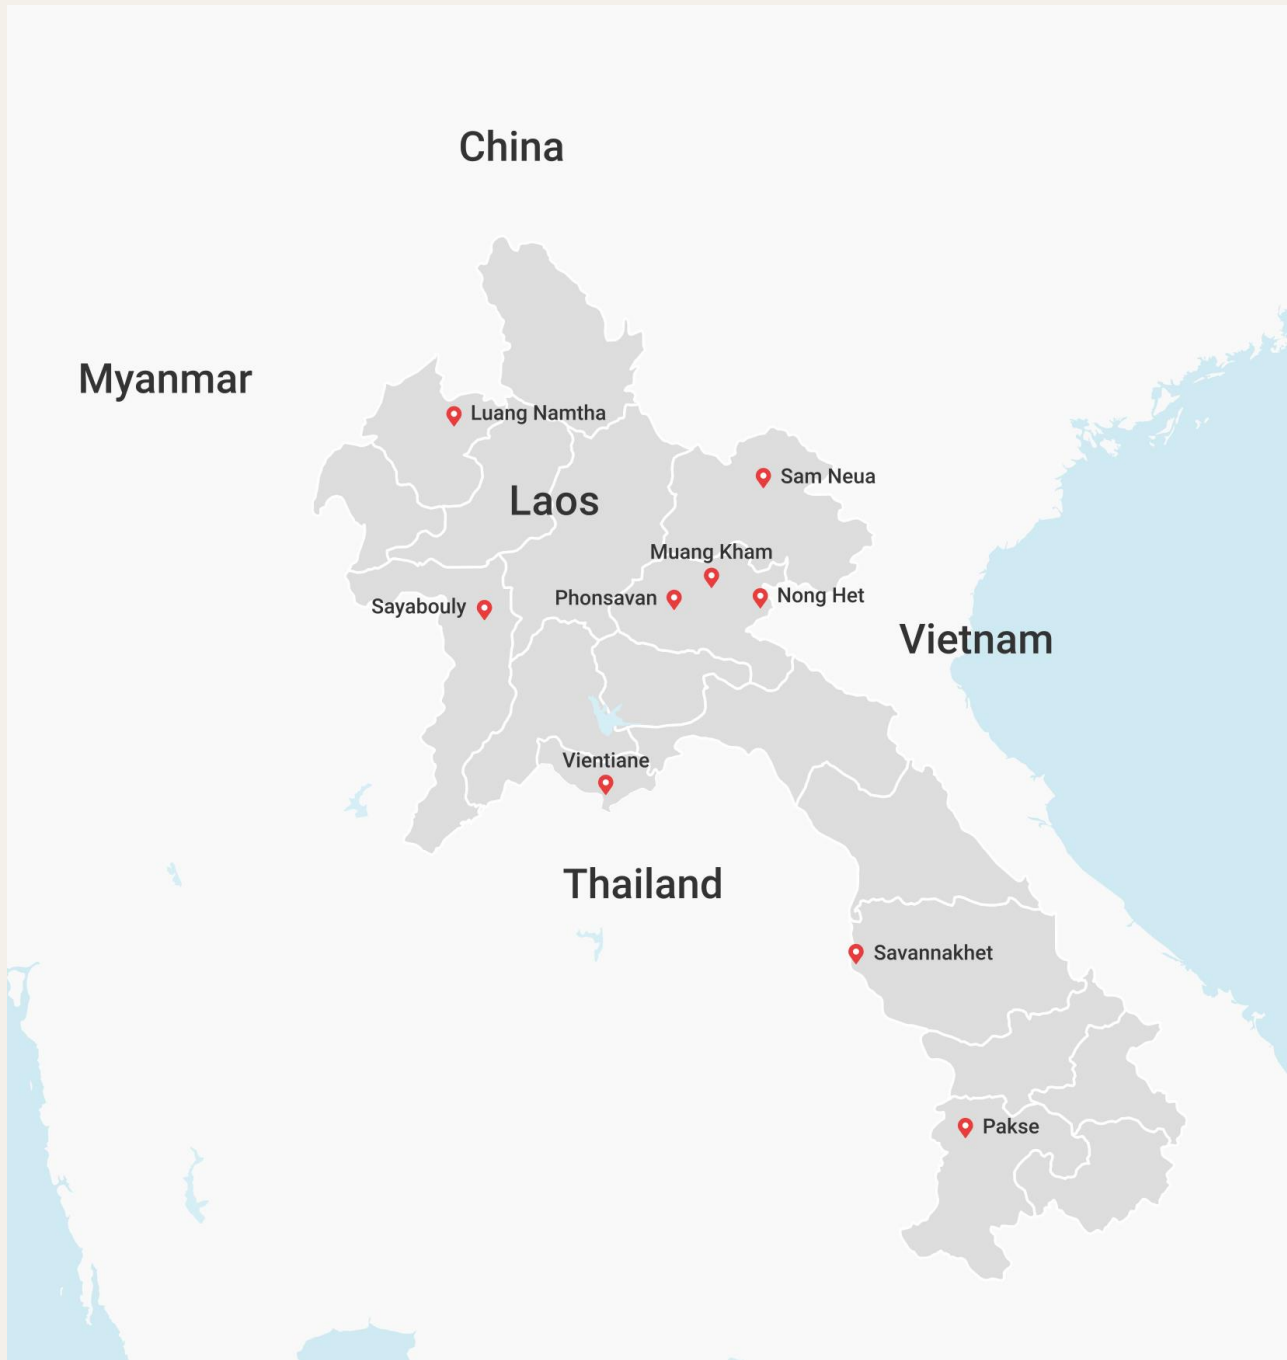 China
Myanmar
Luang Namtha
Sam Neua
Laos
Muang Kham
Nong Het
Phonsavan
Sayabouly
Vietnam
Vientiane
Thailand
Savannakhet
Pakse